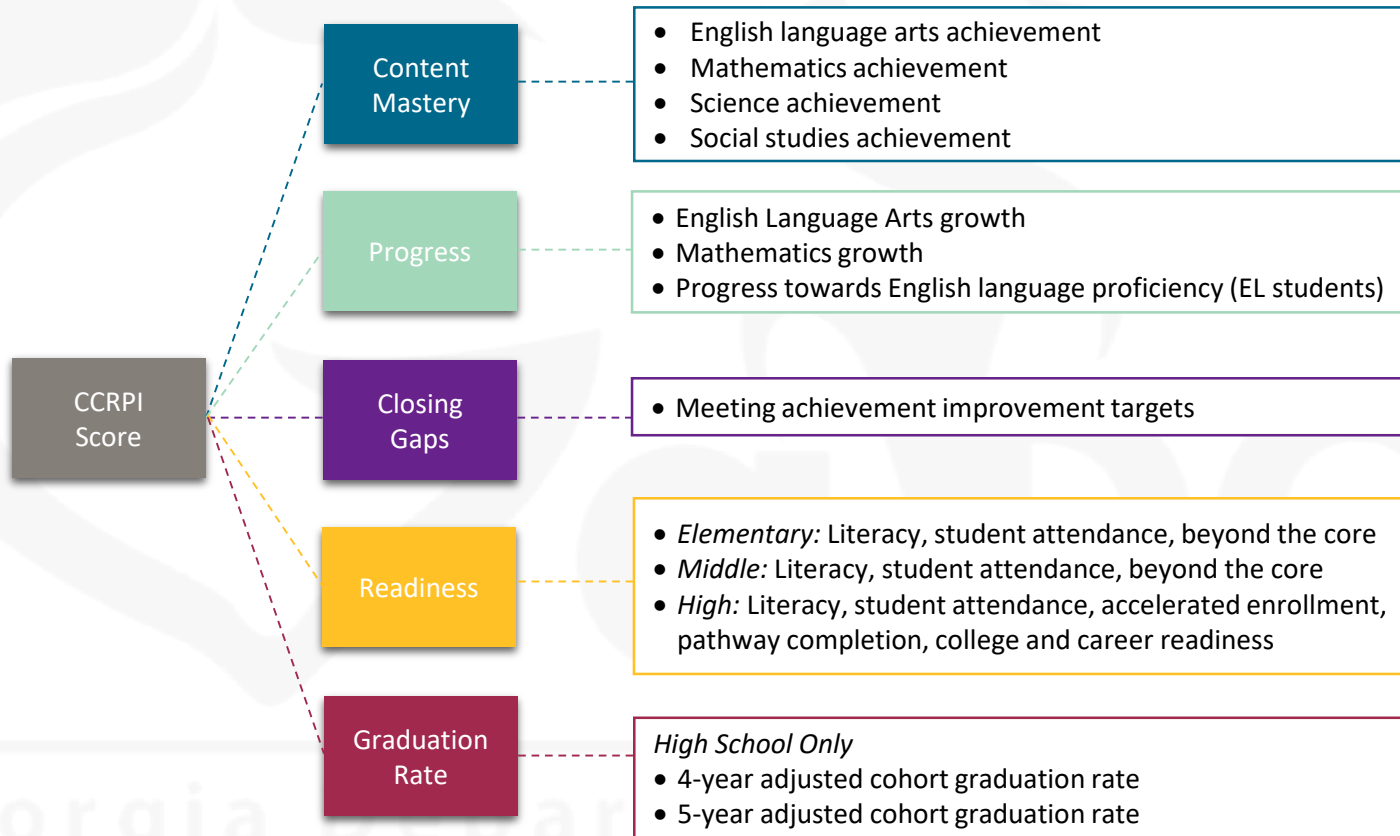 CCRPI
Score
Content
Mastery
• English language arts achievement
• Mathematics achievement
• Science achievement
• Social studies achievement
Progress
• English Language Arts growth
• Mathematics growth
• Progress towards English language proficiency (EL students)
Closing
Gaps
• Meeting achievement improvement targets
Readiness
• Elementary: Literacy, student attendance, beyond the core
• Middle: Literacy, student attendance, beyond the core
• High: Literacy, student attendance, accelerated enrollment,
pathway completion, college and career readiness
Graduation
Rate
High School Only
• 4-year adjusted cohort graduation rate
• 5-year adjusted cohort graduation rate